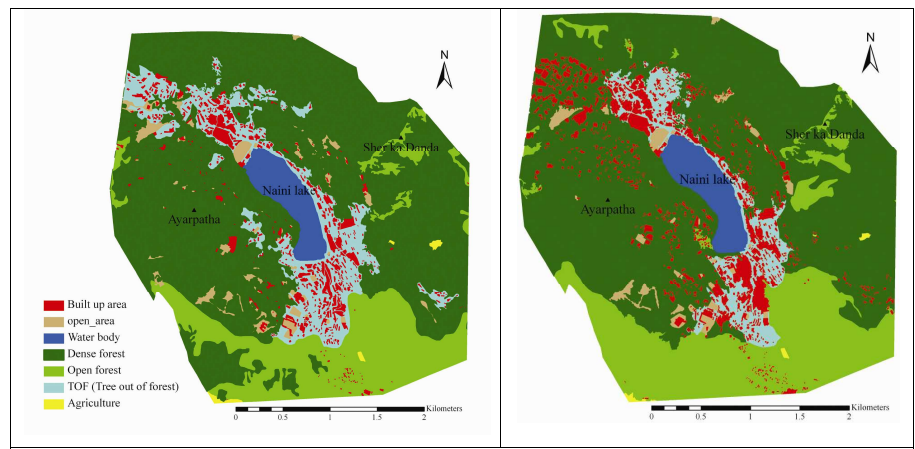 N
Sher ka Danda
Naini lake
Ayarpatha
Built up area
open_area
Water body
Dense forest
Open forest
TOF (Tree out of forest)
Agriculture
Kilometers
0 0.5 1 1.5 2
N
Sher ka Danda
Naini lake
Ayarpatha
Kilometers
0 0.5 1 1.5 2